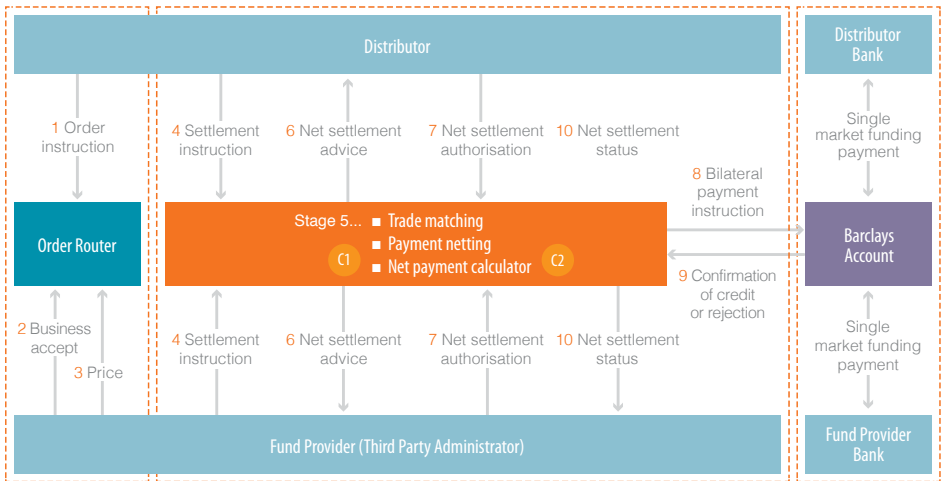 Distributor
Distributor
Bank
1 Order
instruction
4 Settlement
instruction
6 Net settlement
advice
7 Net settlement
authorisation
10 Net settlement
status
Single
market funding
payment
8 Bilateral
payment
instruction
Order Router
Stage 5...
■ Trade matching
■ Payment netting
■ Net payment calculator
C1
C2
Barclays
Account
9 Confirmation
of credit
or rejection
2 Business
accept
3 Price
4 Settlement
instruction
6 Net settlement
advice
7 Net settlement
authorisation
10 Net settlement
status
Single
market funding
payment
Fund Provider (Third Party Administrator)
Fund Provider
Bank